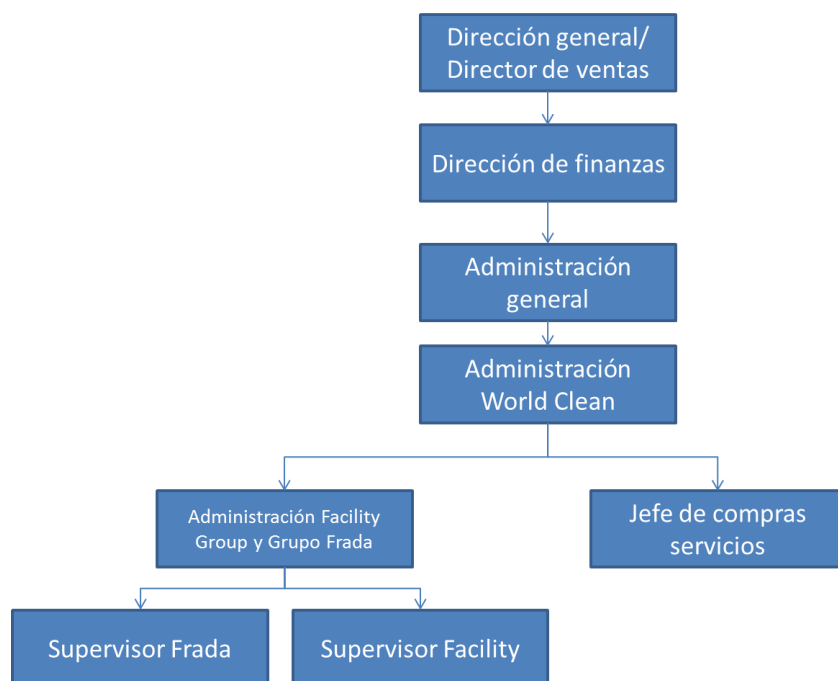 Dirección general/
Director de ventas
Dirección de finanzas
Administración
general
Administración
World Clean
Administración Facility
Group y Grupo Frada
Jefe de compras
servicios
Supervisor Frada
Supervisor Facility